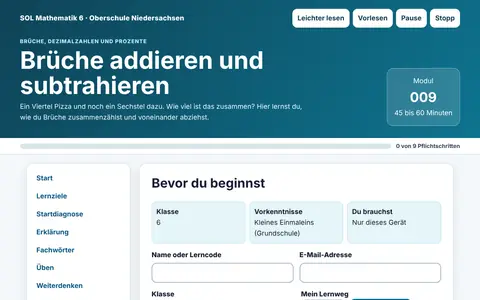 SOL Mathematik 6 · Oberschule Niedersachsen
Leichter lesen
Vorlesen
Pause
Stopp
BRÜCHE, DEZIMALZAHLEN UND PROZENTE
Brüche addieren und
subtrahieren
Ein Viertel Pizza und noch ein Sechstel dazu. Wie viel ist das zusammen? Hier lernst du,
wie du Brüche zusammenzählst und voneinander abziehst.
Modul
009
45 bis 60 Minuten
0 von 9 Pflichtschritten
Start
Lernziele
Startdiagnose
Erklärung
Fachwörter
Üben
Weiterdenken
Bevor du beginnst
Klasse
6
Vorkenntnisse
Kleines Einmaleins
(Grundschule)
Du brauchst
Nur dieses Gerät
Name oder Lerncode
E-Mail-Adresse
Klasse
Mein Lernweg